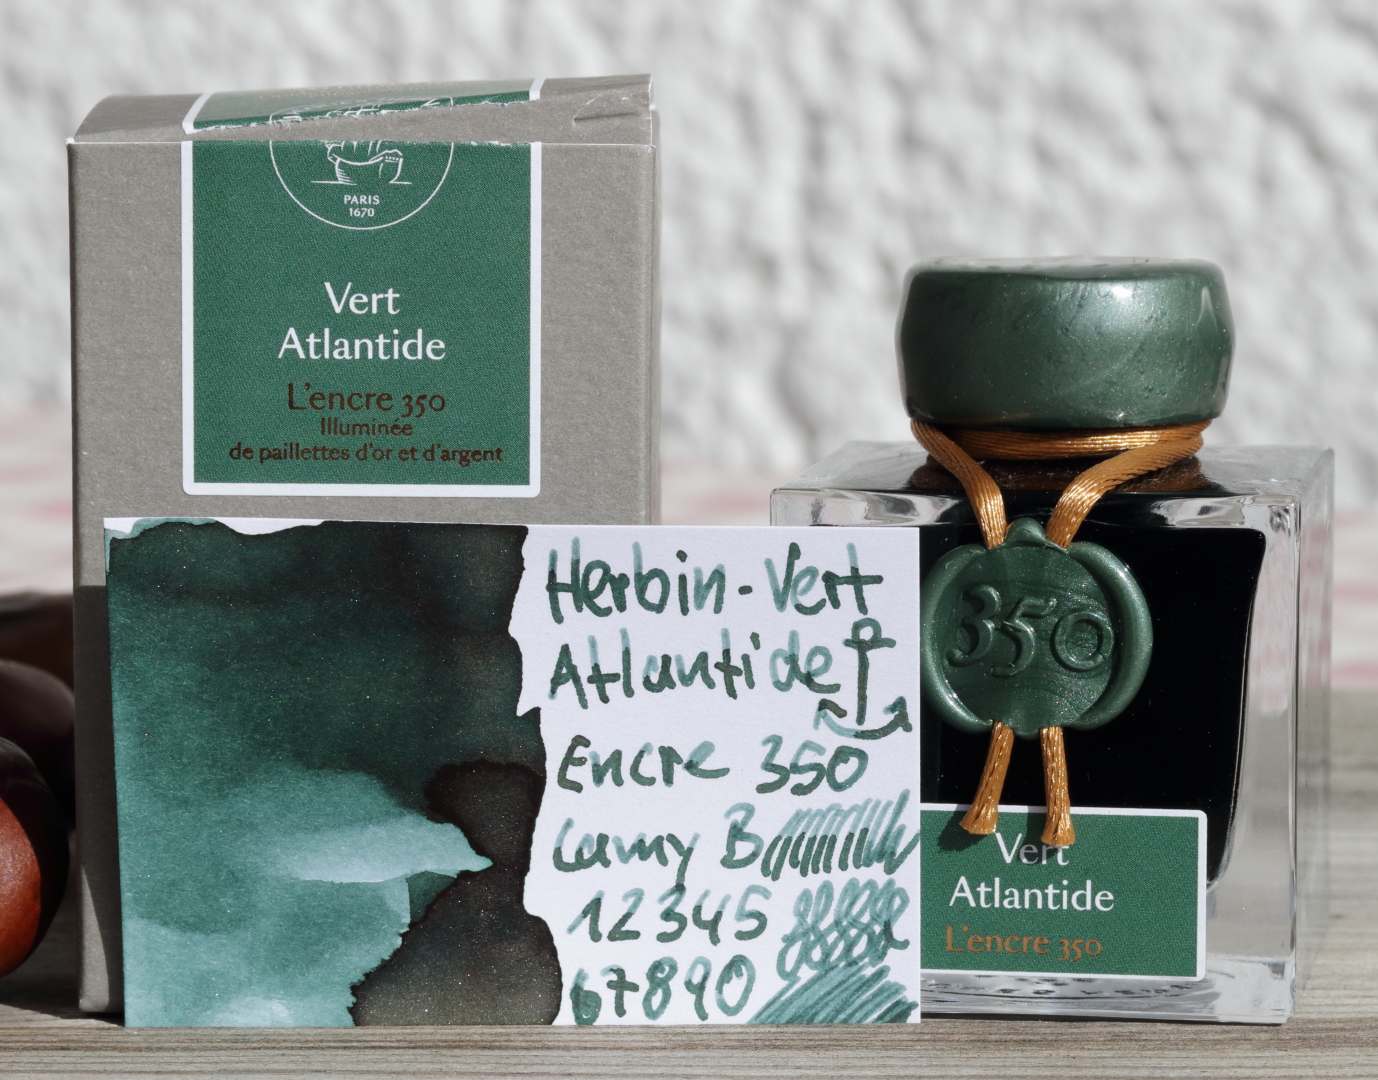 PARIS
1670
Vert
Atlantide
L'encre 350
Illuminée
de paillettes d'or et d'argent
Herbin - Vert
Atlantide
Encre 350
Lamy B
12345
67890
350
Vert
Atlantide
L'encre 350